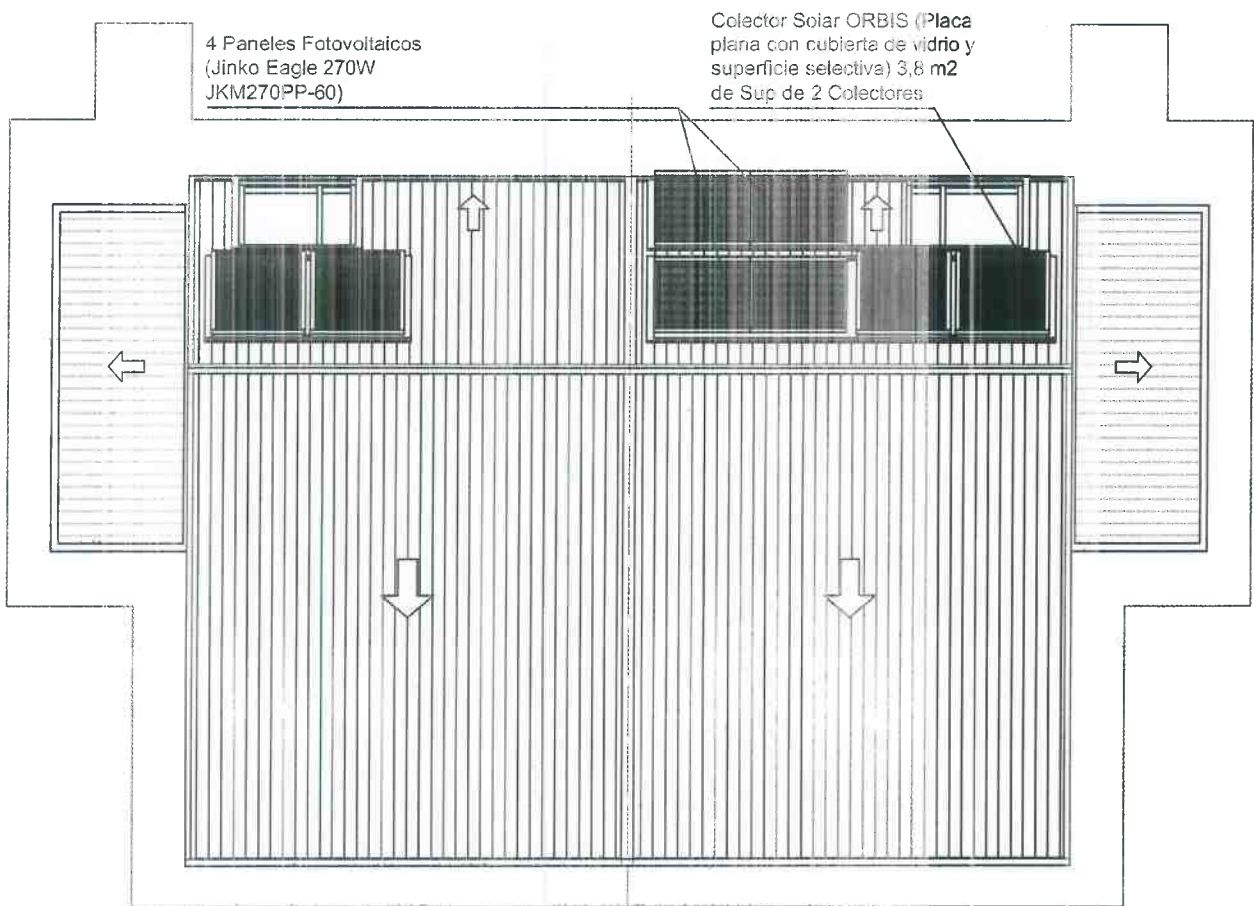 4 Paneles Fotovoltaicos
(Jinko Eagle 270W
JKM270PP-60)
Colector Solar ORBIS (Placa
plana con cubierta de vidrio y
superficie selectiva) 3,8 m2
de Sup de 2 Colectores